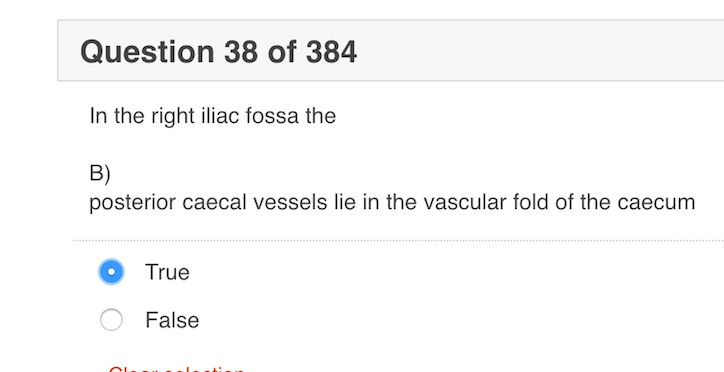 Question 38 of 384
In the right iliac fossa the
B)
posterior caecal vessels lie in the vascular fold of the caecum
True
False